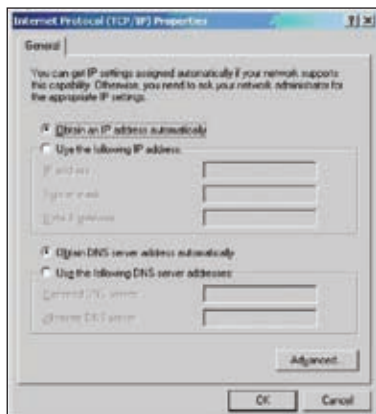 Internet Protocol (TCP/IP) Properties
General
You can get IP settings assigned automatically if your network supports
this capability. Otherwise, you need to ask your network administrator for
the appropriate IP settings.
Obtain an IP address automatically
Use the following IP address:
IP address:
Subnet mask:
Default gateway:
Obtain DNS server address automatically
Use the following DNS server addresses:
Preferred DNS server:
Alternate DNS server:
Advanced...
OK
Cancel